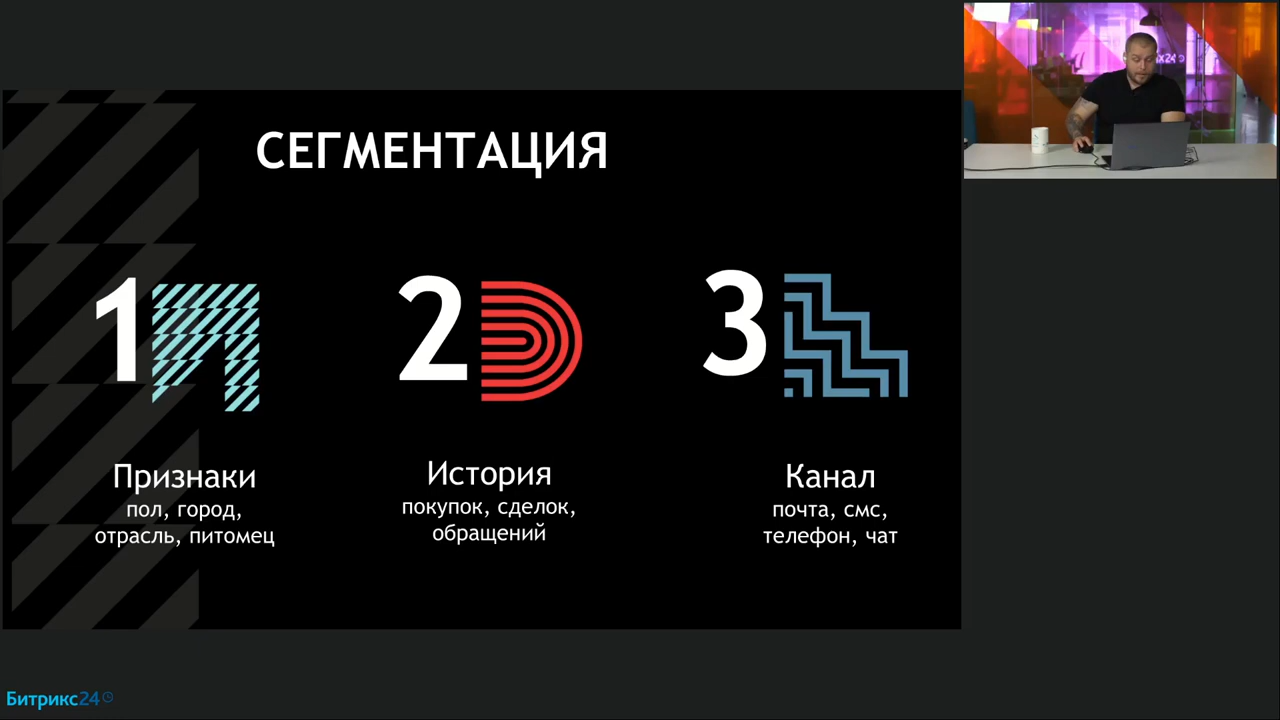 СЕГМЕНТАЦИЯ
1
2
3
Признаки
пол, город,
отрасль, питомец
История
покупок, сделок,
обращений
Канал
почта, смс,
телефон, чат
Битрикс24